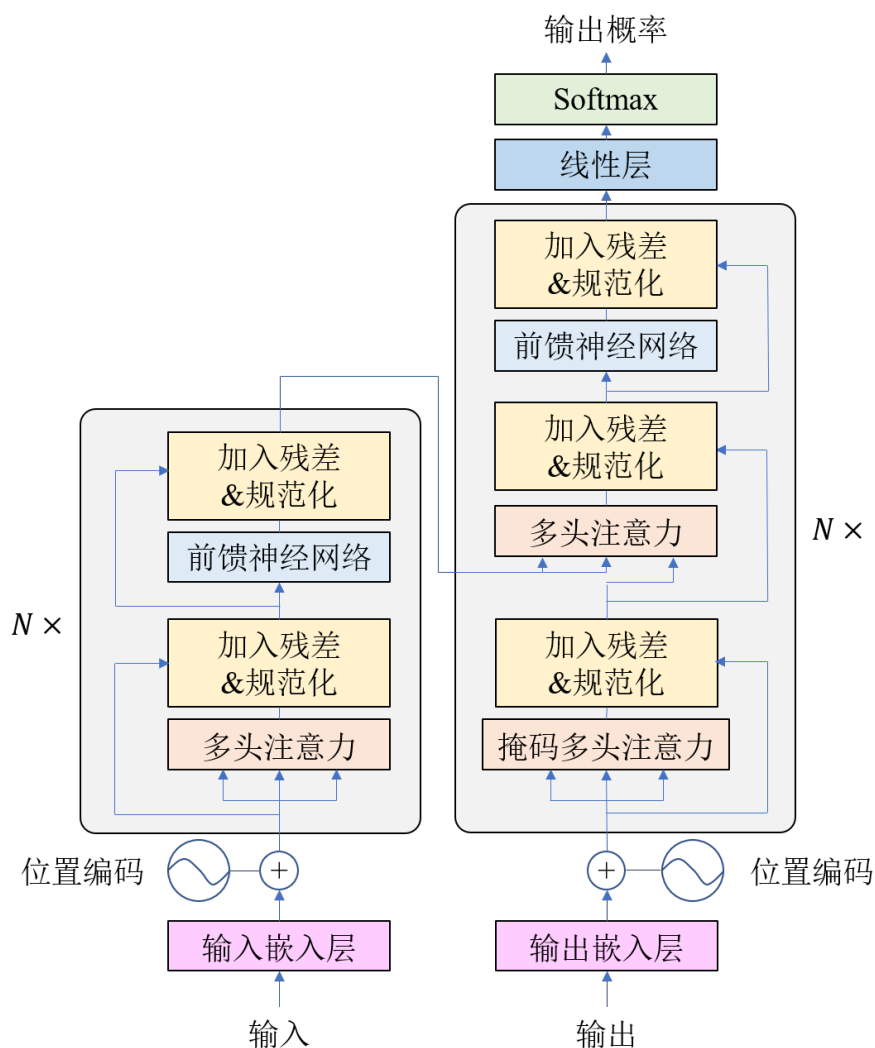 输出概率
Softmax
线性层
加入残差
&规范化
前馈神经网络
加入残差
&规范化
多头注意力
N ×
加入残差
&规范化
掩码多头注意力
位置编码
输出嵌入层
输出
加入残差
&规范化
前馈神经网络
N ×
加入残差
&规范化
多头注意力
位置编码
输入嵌入层
输入